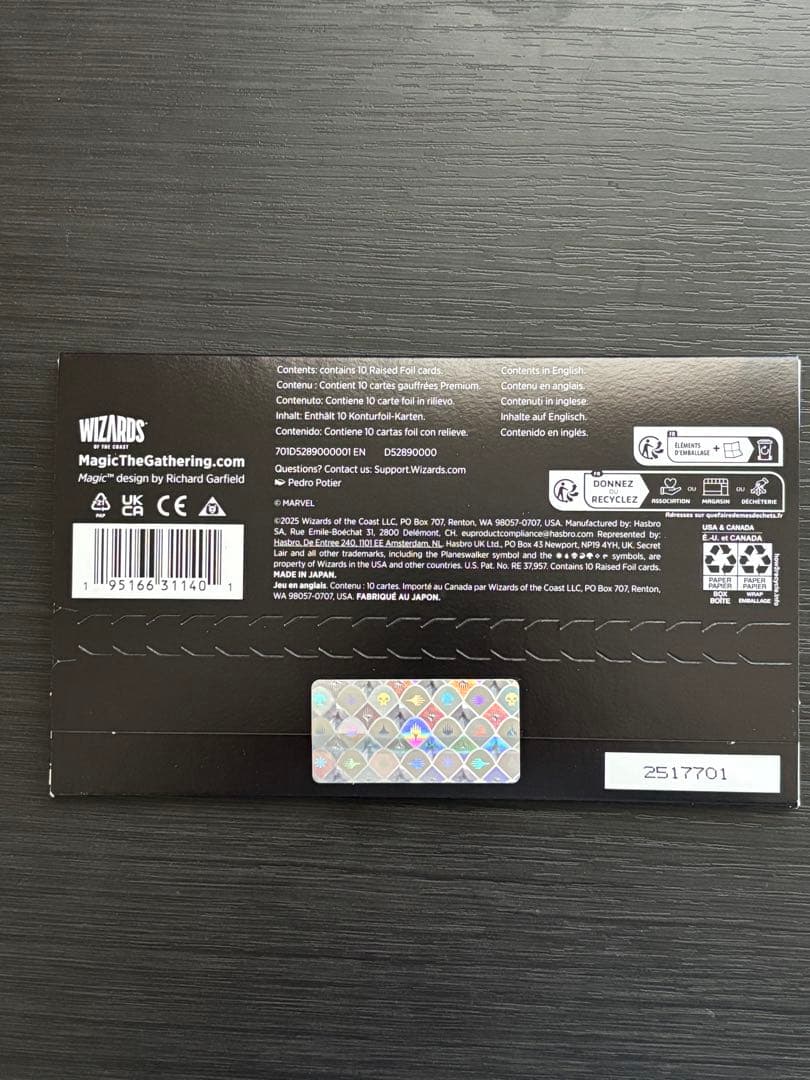 Contents: contains 10 Raised Foil cards.
Contenu : Contient 10 cartes gauffrées Premium.
Contenuto: Contiene 10 carte foil in rilievo.
Inhalt: Enthält 10 Konturfoil-Karten.
Contenido: Contiene 10 cartas foil con relieve.
Contents in English.
Contenu en anglais.
Contenuti in inglese.
Inhalte auf Englisch.
Contenido en inglés.
WIZARDS
OF THE COAST
MagicTheGathering.com
Magic™ design by Richard Garfield
PAP
UK
CA
CE
1 95166 31140 1
701D5289000001 EN D52890000
Questions? Contact us: Support.Wizards.com
Pedro Potier
© MARVEL
©2025 Wizards of the Coast LLC, PO Box 707, Renton, WA 98057-0707, USA. Manufactured by: Hasbro
SA, Rue Emile-Boéchat 31, 2800 Delémont, CH. euproductcompliance@hasbro.com Represented by:
Hasbro, De Entree 240, 1101 EE Amsterdam, NL. Hasbro UK Ltd., PO Box 43 Newport, NP19 4YH, UK. Secret
Lair and all other trademarks, including the Planeswalker symbol and the symbols, are
property of Wizards in the USA and other countries. U.S. Pat. No. RE 37,957. Contains 10 Raised Foil cards.
MADE IN JAPAN.
Jeu en anglais. Contenu : 10 cartes. Importé au Canada par Wizards of the Coast LLC, PO Box 707, Renton,
WA 98057-0707, USA. FABRIQUÉ AU JAPON.
FR
ÉLÉMENTS
D'EMBALLAGE
+
FR
DONNEZ
OU
RECYCLEZ
ASSOCIATION
OU
MAGASIN
OU
DÉCHÈTERIE
Adresses sur quefairedemesdechets.fr
USA & CANADA
É.-U. et CANADA
PAPER
PAPIER
BOX
BOÎTE
PAPER
PAPIER
WRAP
EMBALLAGE
how2recycle.info
2517701